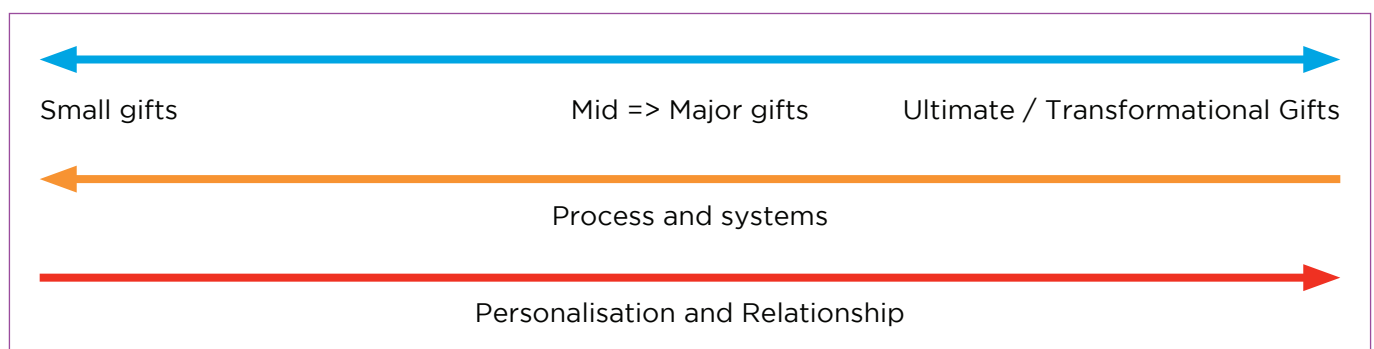 Small gifts Mid => Major gifts Ultimate / Transformational Gifts
Process and systems
Personalisation and Relationship